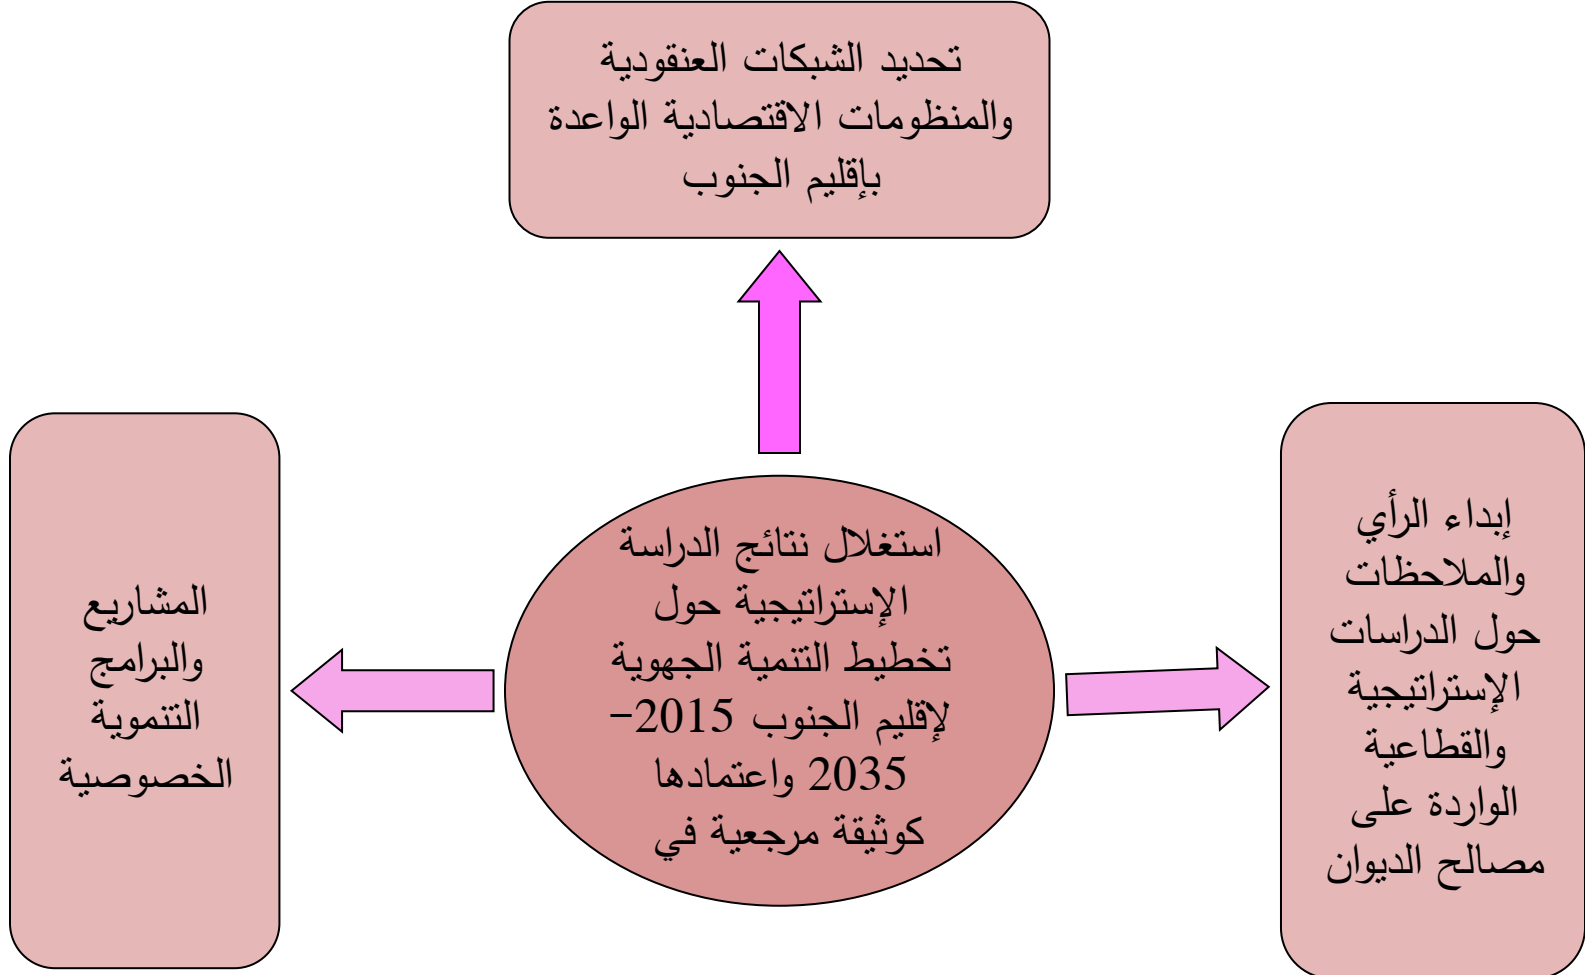 تحديد الشبكات العنقودية
والمنظومات الاقتصادية الواعدة
بإقليم الجنوب
إبداء الرأي
والملاحظات
حول الدراسات
الإستراتيجية
والقطاعية
الواردة على
مصالح الديوان
استغلال نتائج الدراسة
الإستراتيجية حول
تخطيط التنمية الجهوية
لإقليم الجنوب 2015-
2035 واعتمادها
كوثيقة مرجعية في
المشاريع
والبرامج
التنموية
الخصوصية